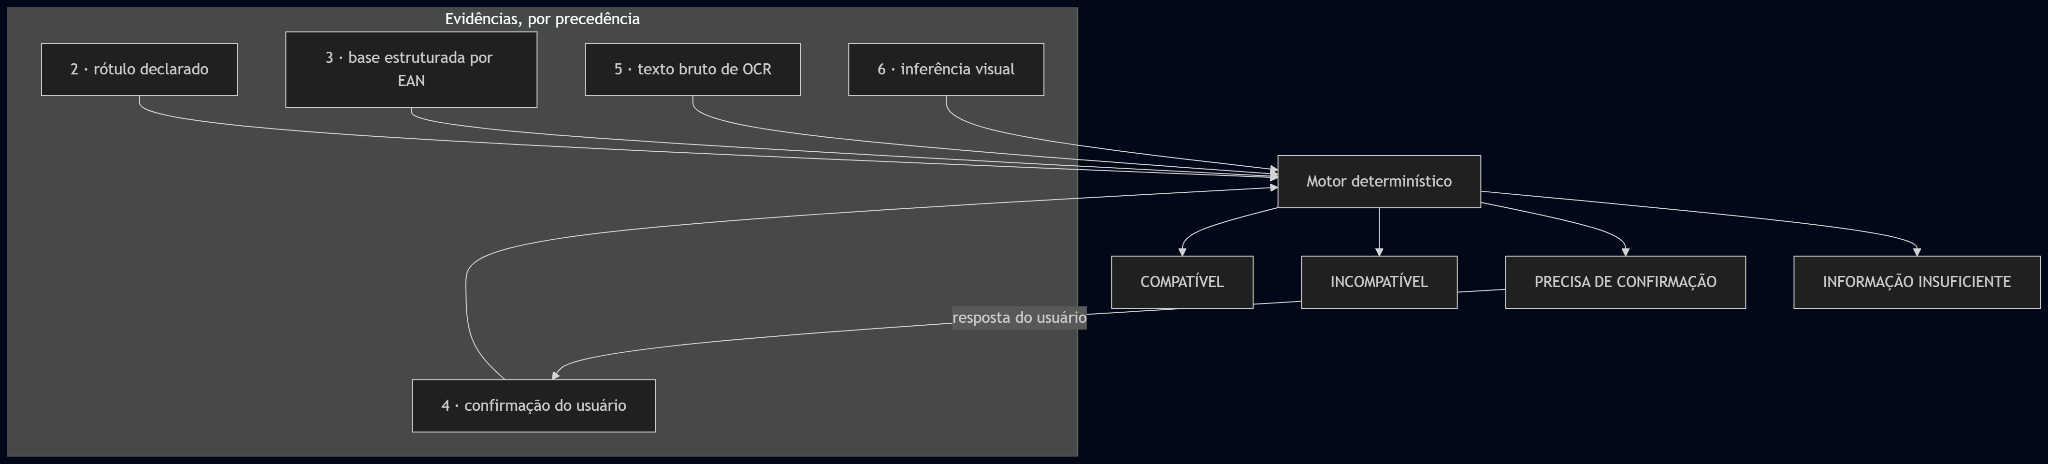 Evidências, por precedência
2 · rótulo declarado
3 · base estruturada por
EAN
5 · texto bruto de OCR
6 · inferência visual
Motor determinístico
COMPATÍVEL
INCOMPATÍVEL
PRECISA DE CONFIRMAÇÃO
INFORMAÇÃO INSUFICIENTE
resposta do usuário
4 · confirmação do usuário